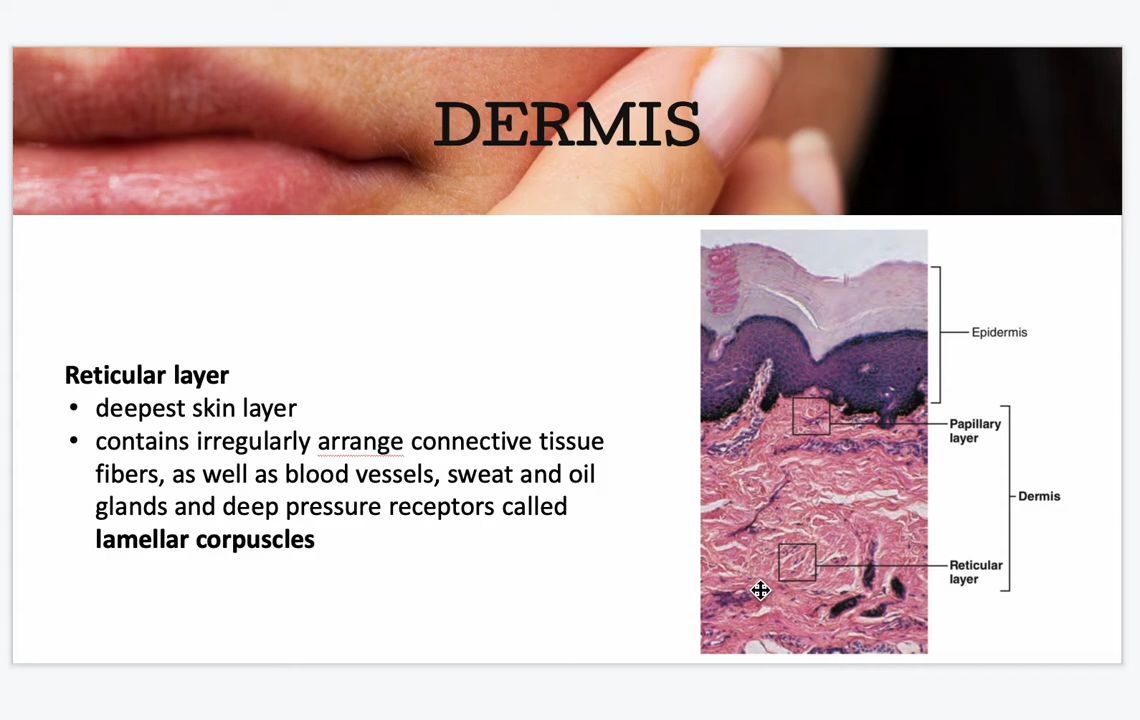 DERMIS
Reticular layer
• deepest skin layer
• contains irregularly arrange connective tissue
fibers, as well as blood vessels, sweat and oil
glands and deep pressure receptors called
lamellar corpuscles
Epidermis
Papillary
layer
Dermis
Reticular
layer